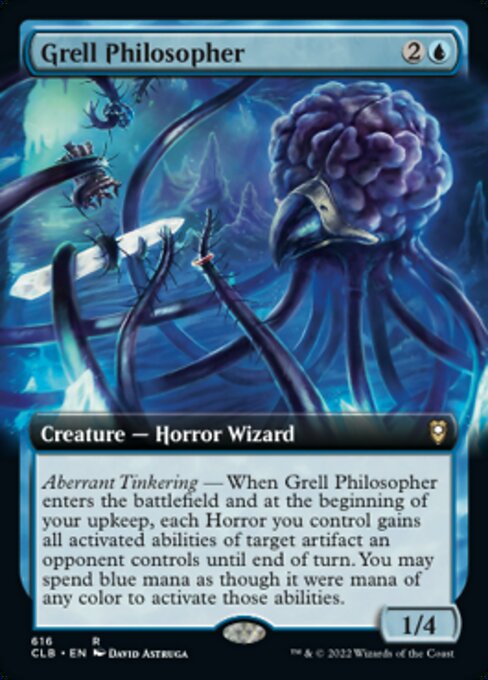 Grell Philosopher 2
Creature — Horror Wizard
Aberrant Tinkering — When Grell Philosopher
enters the battlefield and at the beginning of
your upkeep, each Horror you control gains
all activated abilities of target artifact an
opponent controls until end of turn. You may
spend blue mana as though it were mana of
any color to activate those abilities.
1/4
616 R
CLB • EN David Astruga
™ & © 2022 Wizards of the Coast